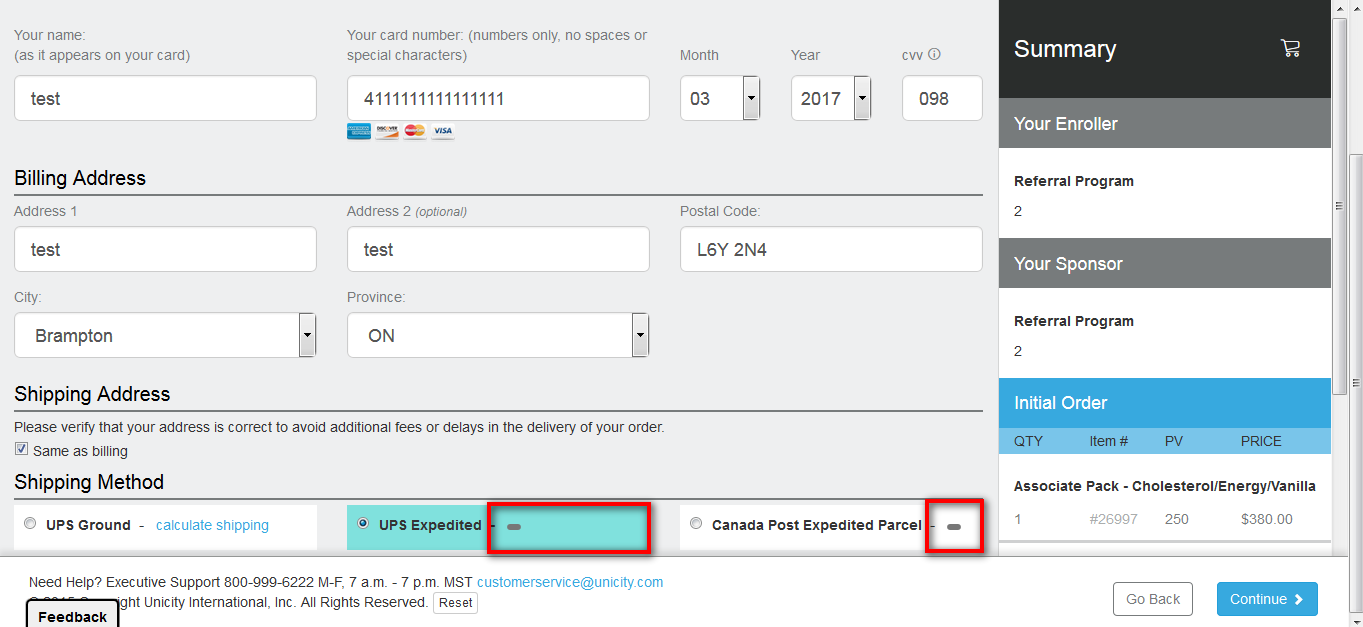 Your name:
(as it appears on your card)
Your card number: (numbers only, no spaces or
special characters)
Month
Year
cvv
test
4111111111111111
03
2017
098
DISCOVER
MasterCard
VISA
Billing Address
Address 1
Address 2 (optional)
Postal Code:
test
test
L6Y 2N4
City:
Province:
Brampton
ON
Shipping Address
Please verify that your address is correct to avoid additional fees or delays in the delivery of your order.
Same as billing
Shipping Method
UPS Ground - calculate shipping
UPS Expedited -
Canada Post Expedited Parcel -
Need Help? Executive Support 800-999-6222 M-F, 7 a.m. - 7 p.m. MST customerservice@unicity.com
Unicity International, Inc. All Rights Reserved. Reset
Feedback
Go Back
Continue
Summary
Your Enroller
Referral Program
2
Your Sponsor
Referral Program
2
Initial Order
QTY Item # PV PRICE
Associate Pack - Cholesterol/Energy/Vanilla
1 #26997 250 $380.00